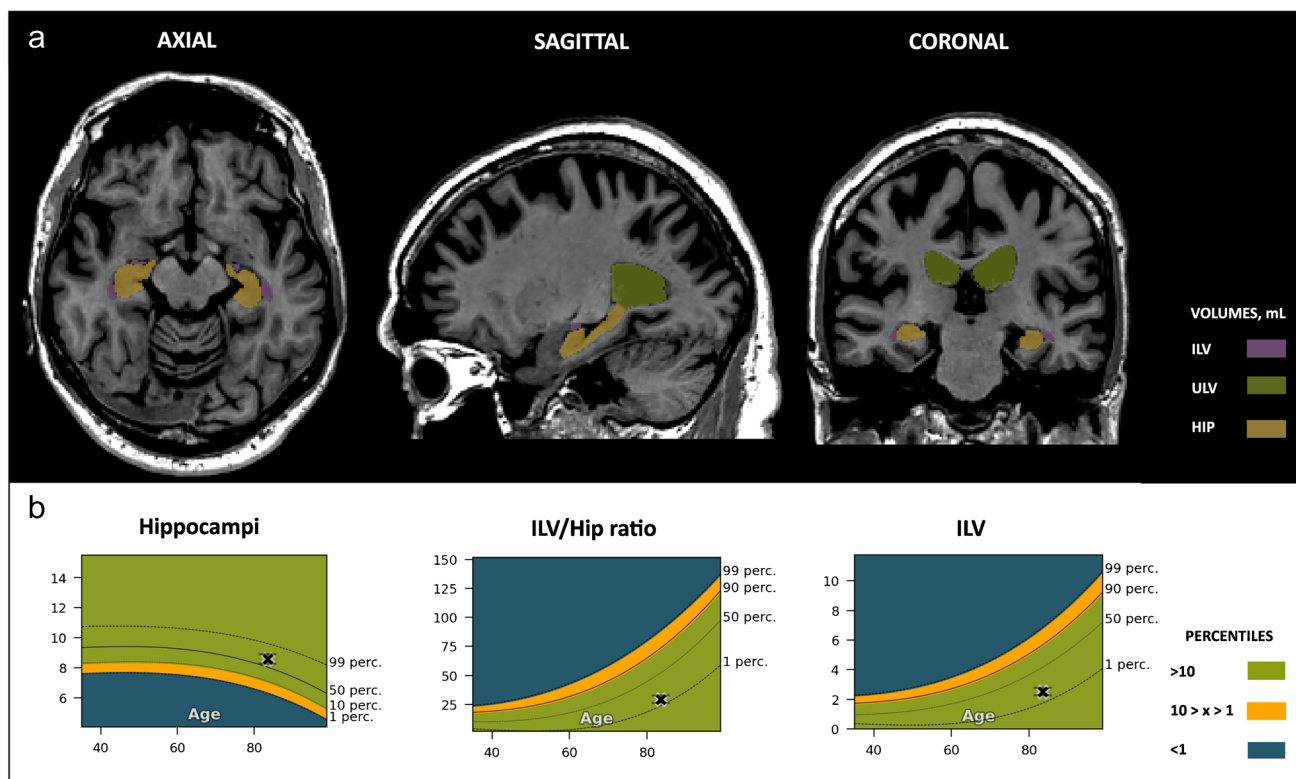 a
AXIAL
SAGITTAL
CORONAL
VOLUMES, mL
ILV
ULV
HIP
b
Hippocampi
14
12
10
8
6
99 perc.
50 perc.
10 perc.
1 perc.
Age
40
60
80
ILV/Hip ratio
150
125
100
75
50
25
99 perc.
90 perc.
50 perc.
1 perc.
Age
40
60
80
ILV
10
8
6
4
2
0
99 perc.
90 perc.
50 perc.
1 perc.
Age
40
60
80
PERCENTILES
>10
10 > x > 1
<1